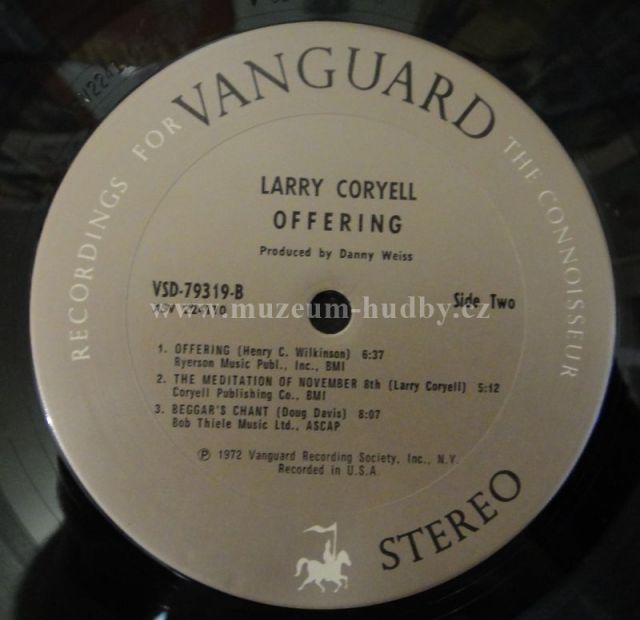 RECORDINGS FOR VANGUARD THE CONNOISSEUR
LARRY CORYELL
OFFERING
Produced by Danny Weiss
VSD-79319-B
Side Two
www.muzeum-hudby.cz
1. OFFERING (Henry C. Wilkinson) 6:37
Ryerson Music Publ., Inc., BMI
2. THE MEDITATION OF NOVEMBER 8th (Larry Coryell) 5:12
Coryell Publishing Co., BMI
3. BEGGAR'S CHANT (Doug Davis) 8:07
Bob Thiele Music Ltd., ASCAP
℗ 1972 Vanguard Recording Society, Inc., N.Y.
Recorded in U.S.A.
STEREO